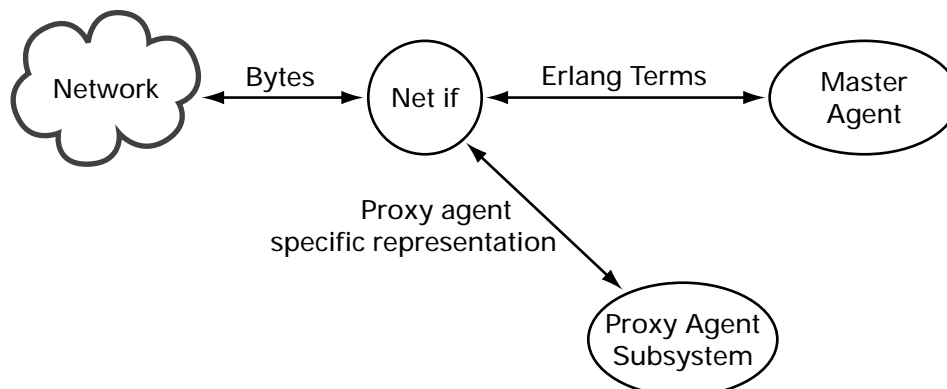 Network
Bytes
Net if
Erlang Terms
Master
Agent
Proxy agent
specific representation
Proxy Agent
Subsystem